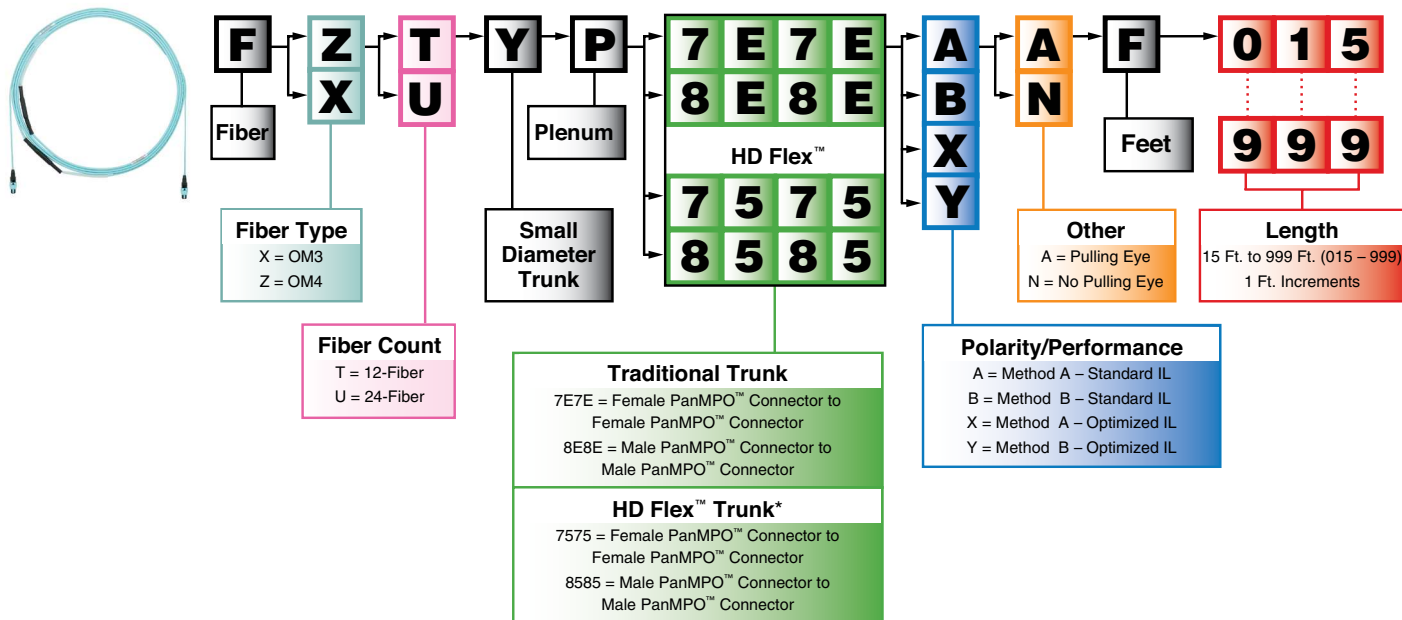 F Z T Y P 7 E 7 E A A F 0 1 5
X U 8 E 8 E B N
Fiber
Plenum
HD Flex™
X
Feet
9 9 9
7 5 7 5
Y
8 5 8 5
Small
Diameter
Trunk
Fiber Type
X = OM3
Z = OM4
Other
A = Pulling Eye
N = No Pulling Eye
Length
15 Ft. to 999 Ft. (015 – 999)
1 Ft. Increments
Fiber Count
T = 12-Fiber
U = 24-Fiber
Traditional Trunk
7E7E = Female PanMPO™ Connector to
Female PanMPO™ Connector
8E8E = Male PanMPO™ Connector to
Male PanMPO™ Connector
HD Flex™ Trunk*
7575 = Female PanMPO™ Connector to
Female PanMPO™ Connector
8585 = Male PanMPO™ Connector to
Male PanMPO™ Connector
Polarity/Performance
A = Method A – Standard IL
B = Method B – Standard IL
X = Method A – Optimized IL
Y = Method B – Optimized IL